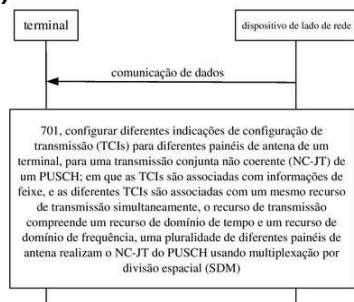 terminal
dispositivo de lado de rede
comunicação de dados
701, configurar diferentes indicações de configuração de
transmissão (TCIs) para diferentes painéis de antena de um
terminal, para uma transmissão conjunta não coerente (NC-JT) de
um PUSCH; em que as TCIs são associadas com informações de
feixe, e as diferentes TCIs são associadas com um mesmo recurso
de transmissão simultaneamente, o recurso de transmissão
compreende um recurso de domínio de tempo e um recurso de
domínio de frequência, uma pluralidade de diferentes painéis de
antena realizam o NC-JT do PUSCH usando multiplexação por
divisão espacial (SDM)